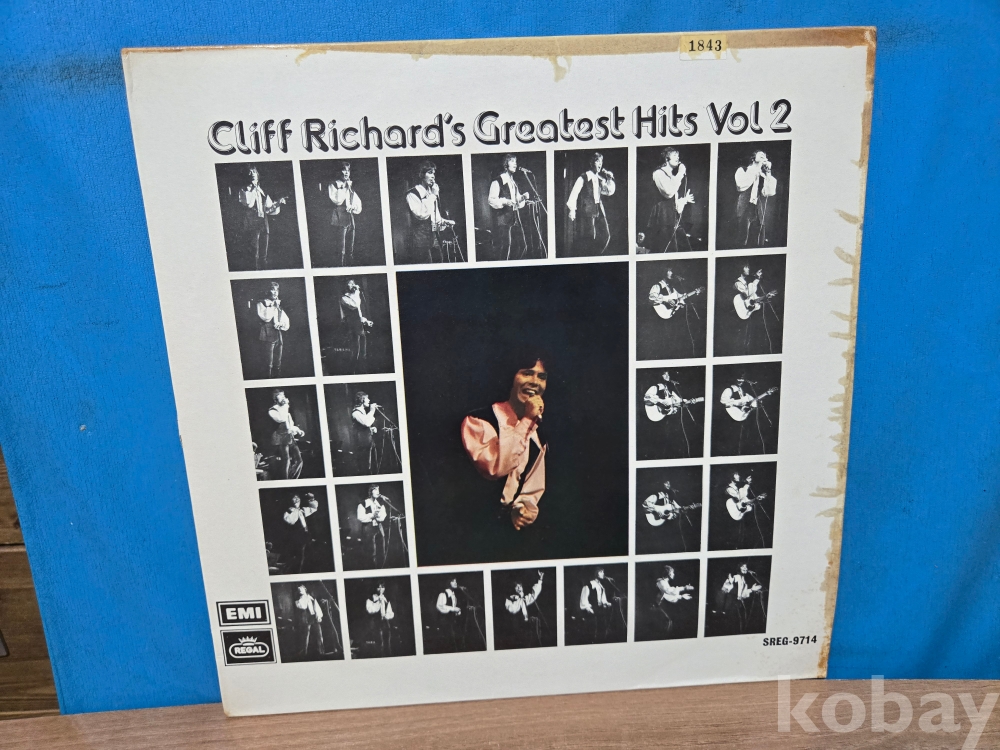 1843
Cliff Richard's Greatest Hits Vol 2
EMI
REGAL
SREG-9714
kobay